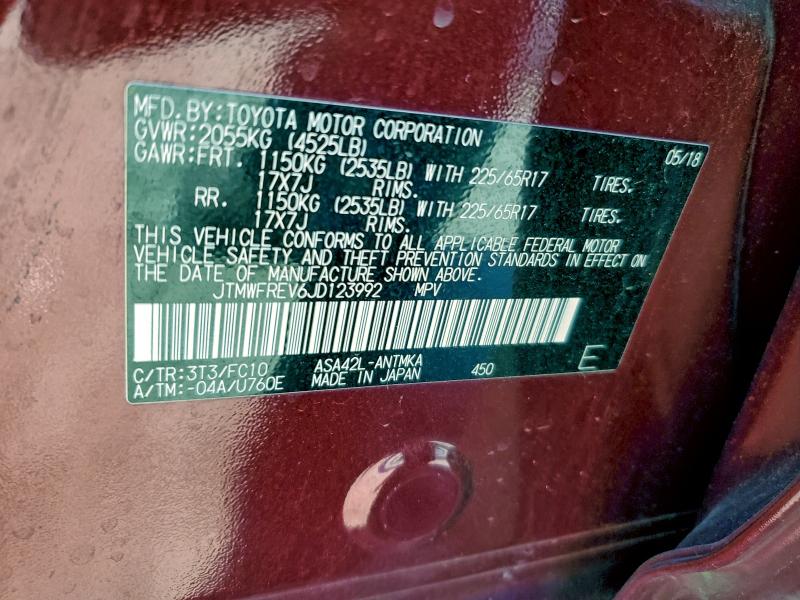 MFD. BY: TOYOTA MOTOR CORPORATION 05/18
GVWR: 2055KG (4525LB)
GAWR: FRT. 1150KG (2535LB) WITH 225/65R17 TIRES.
17X7J RIMS.
RR. 1150KG (2535LB) WITH 225/65R17 TIRES.
17X7J RIMS.
THIS VEHICLE CONFORMS TO ALL APPLICABLE FEDERAL MOTOR
VEHICLE SAFETY AND THEFT PREVENTION STANDARDS IN EFFECT ON
THE DATE OF MANUFACTURE SHOWN ABOVE.
JTMWFREV6JD123992 MPV
C/TR: 3T3/FC10 ASA42L-ANTMKA 450 E
A/TM: -04A/U760E MADE IN JAPAN